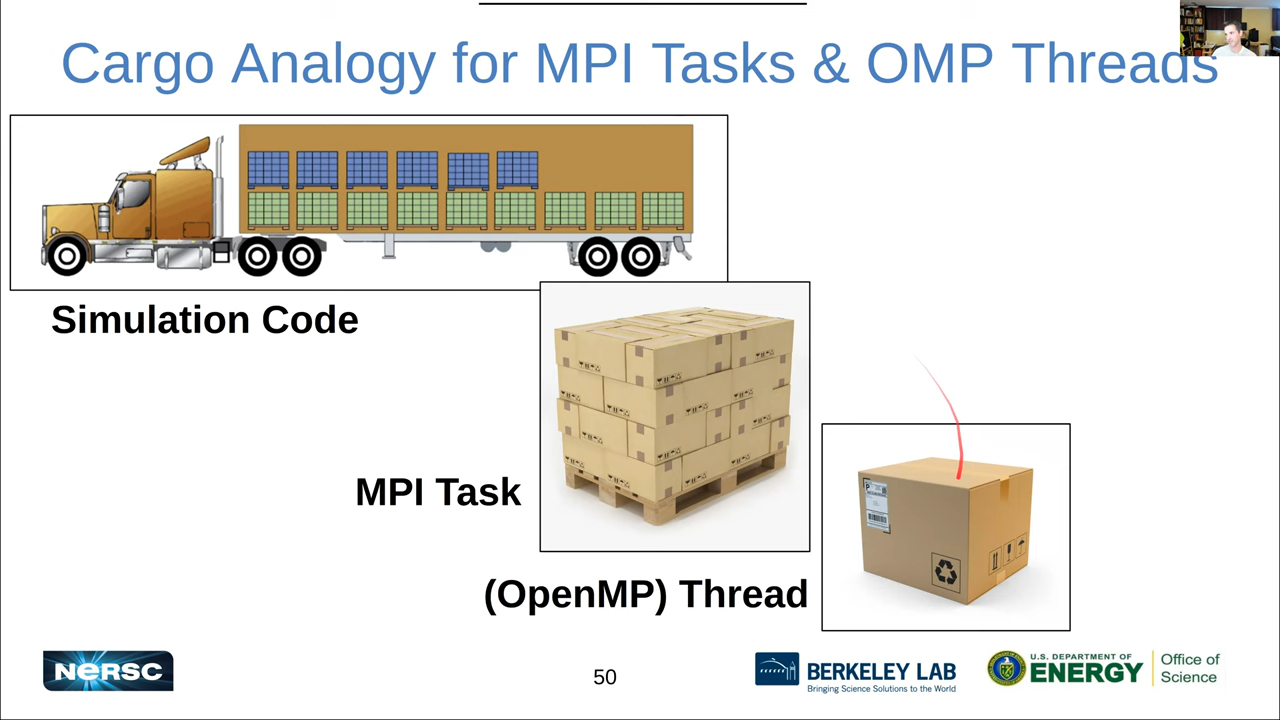 Cargo Analogy for MPI Tasks & OMP Threads
Simulation Code
MPI Task
(OpenMP) Thread
NERSC
50
BERKELEY LAB
Bringing Science Solutions to the World
U.S. DEPARTMENT OF
ENERGY
Office of
Science